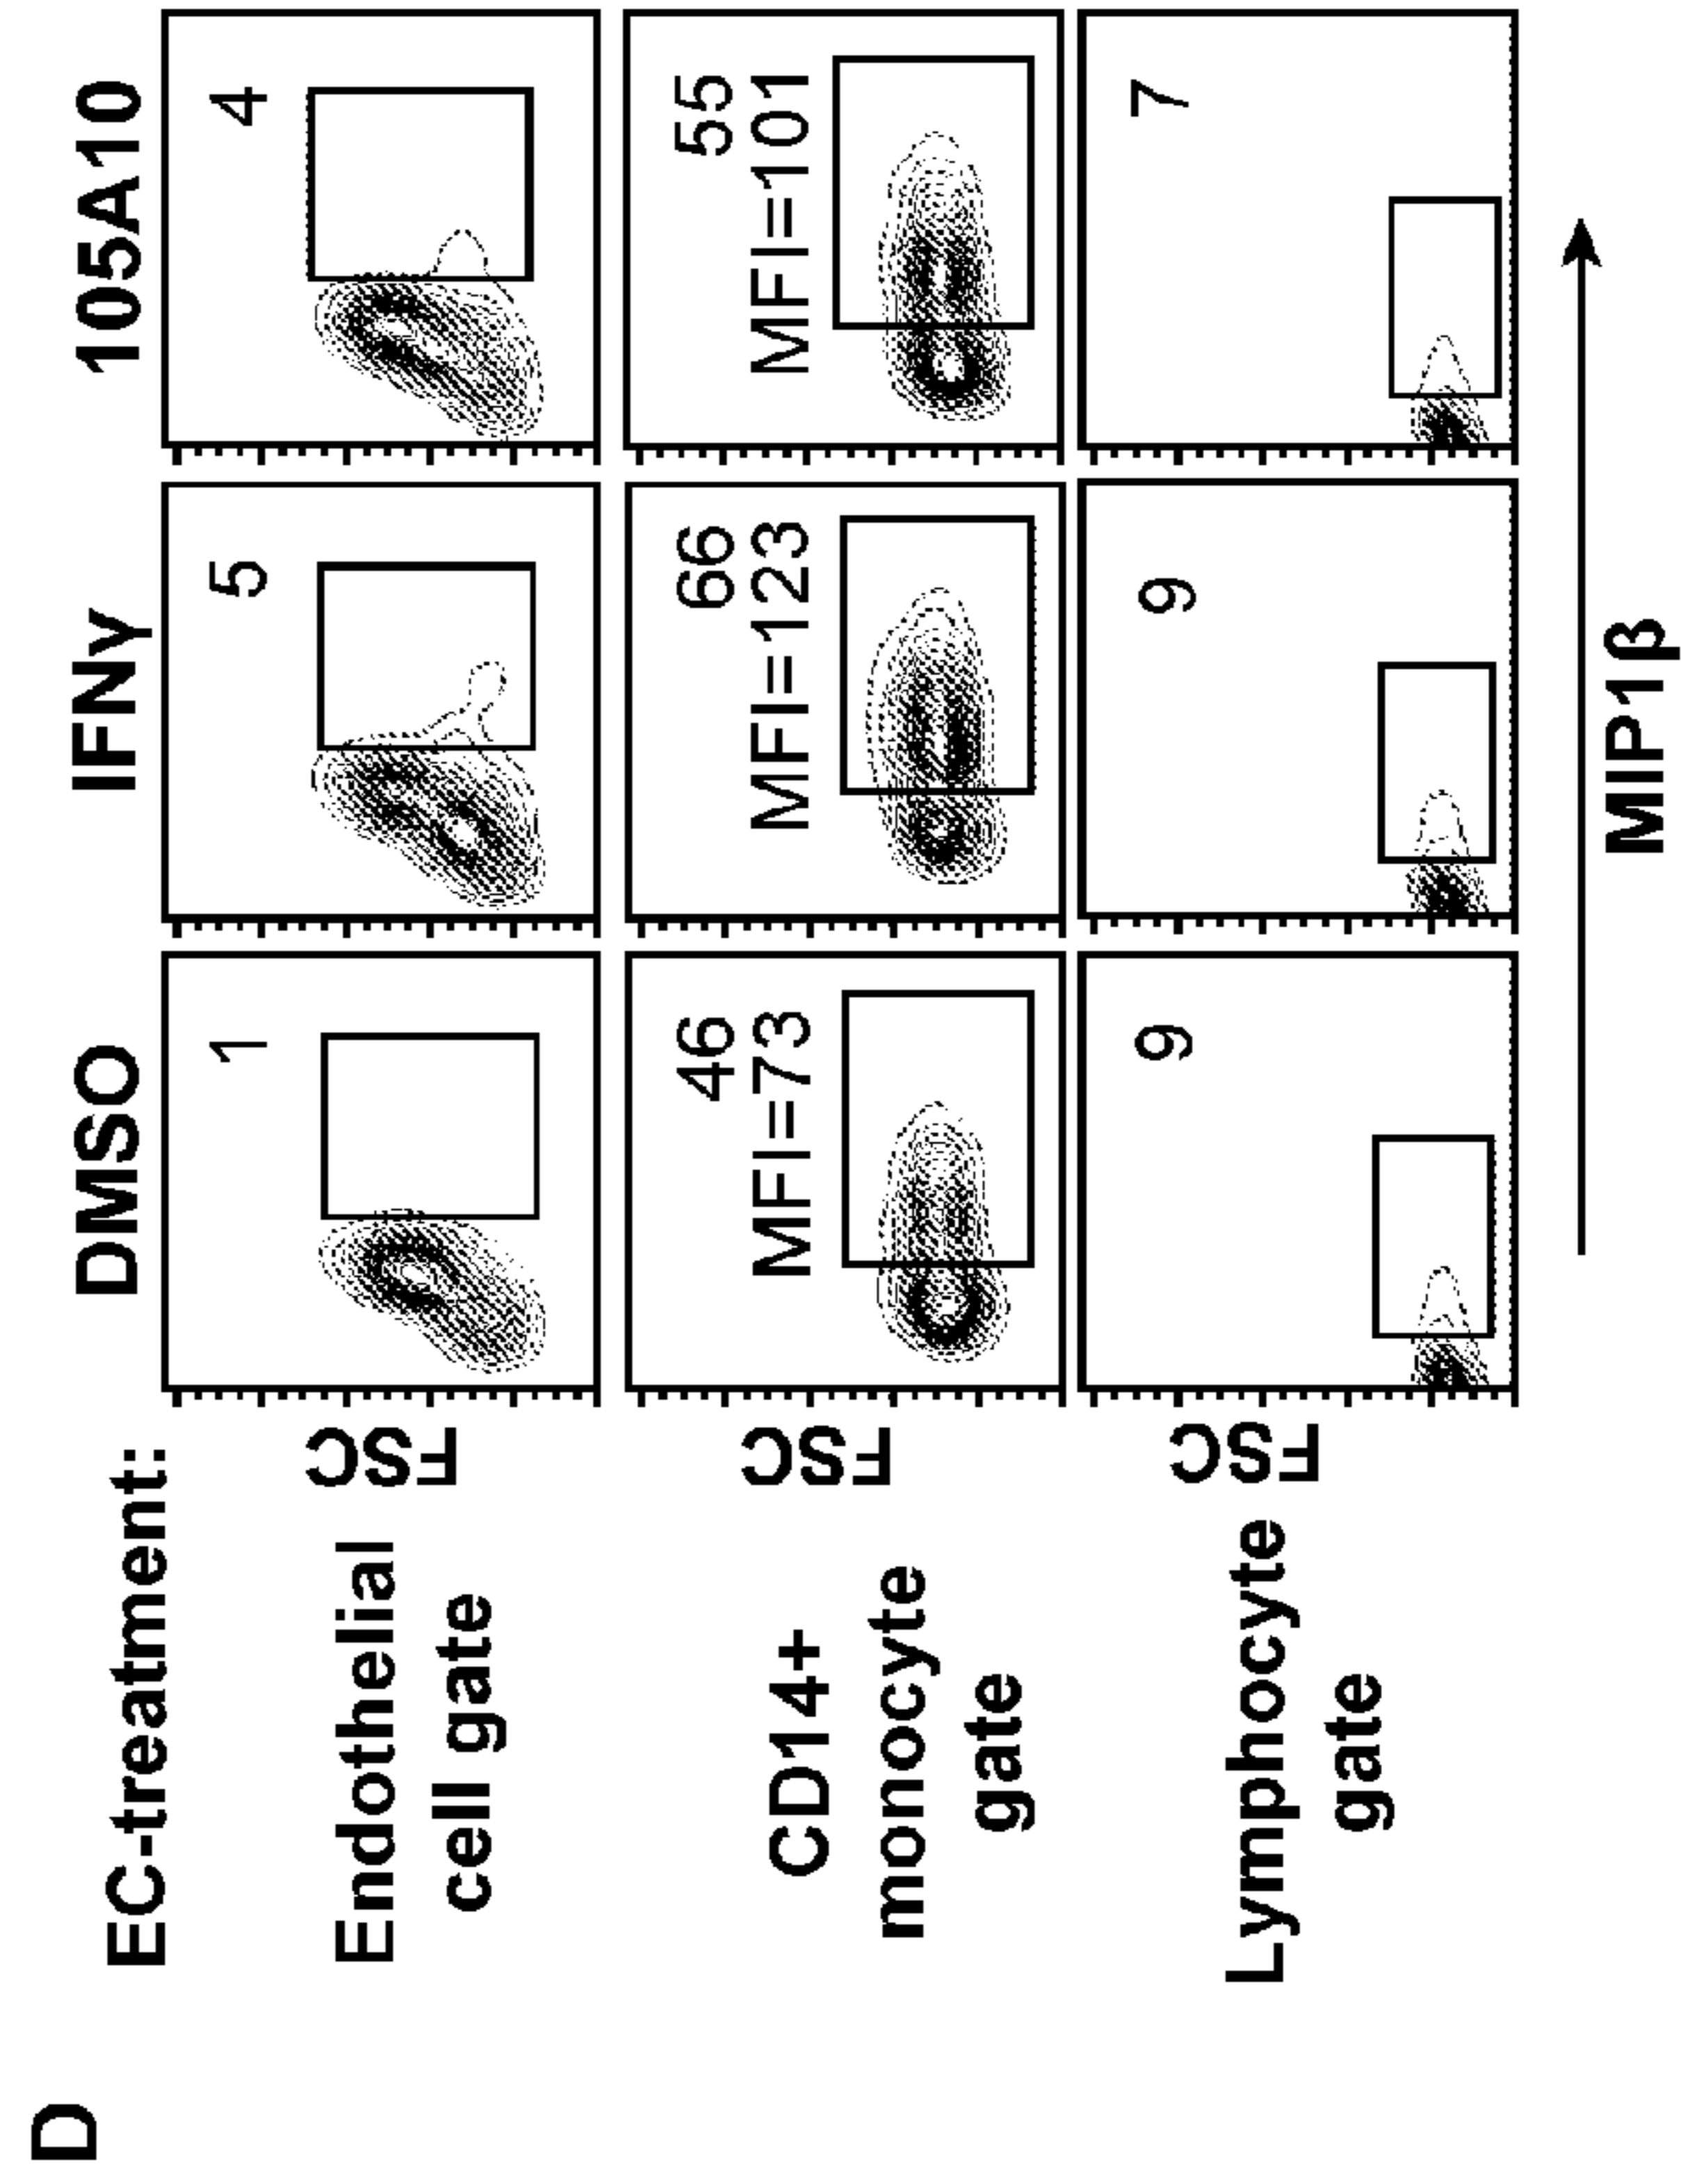 D
EC-treatment:
DMSO
IFNγ
105A10
Endothelial
cell gate
FSC
1
5
4
CD14+
monocyte
gate
FSC
46
MFI=73
66
MFI=123
55
MFI=101
Lymphocyte
gate
FSC
9
9
7
MIP1β